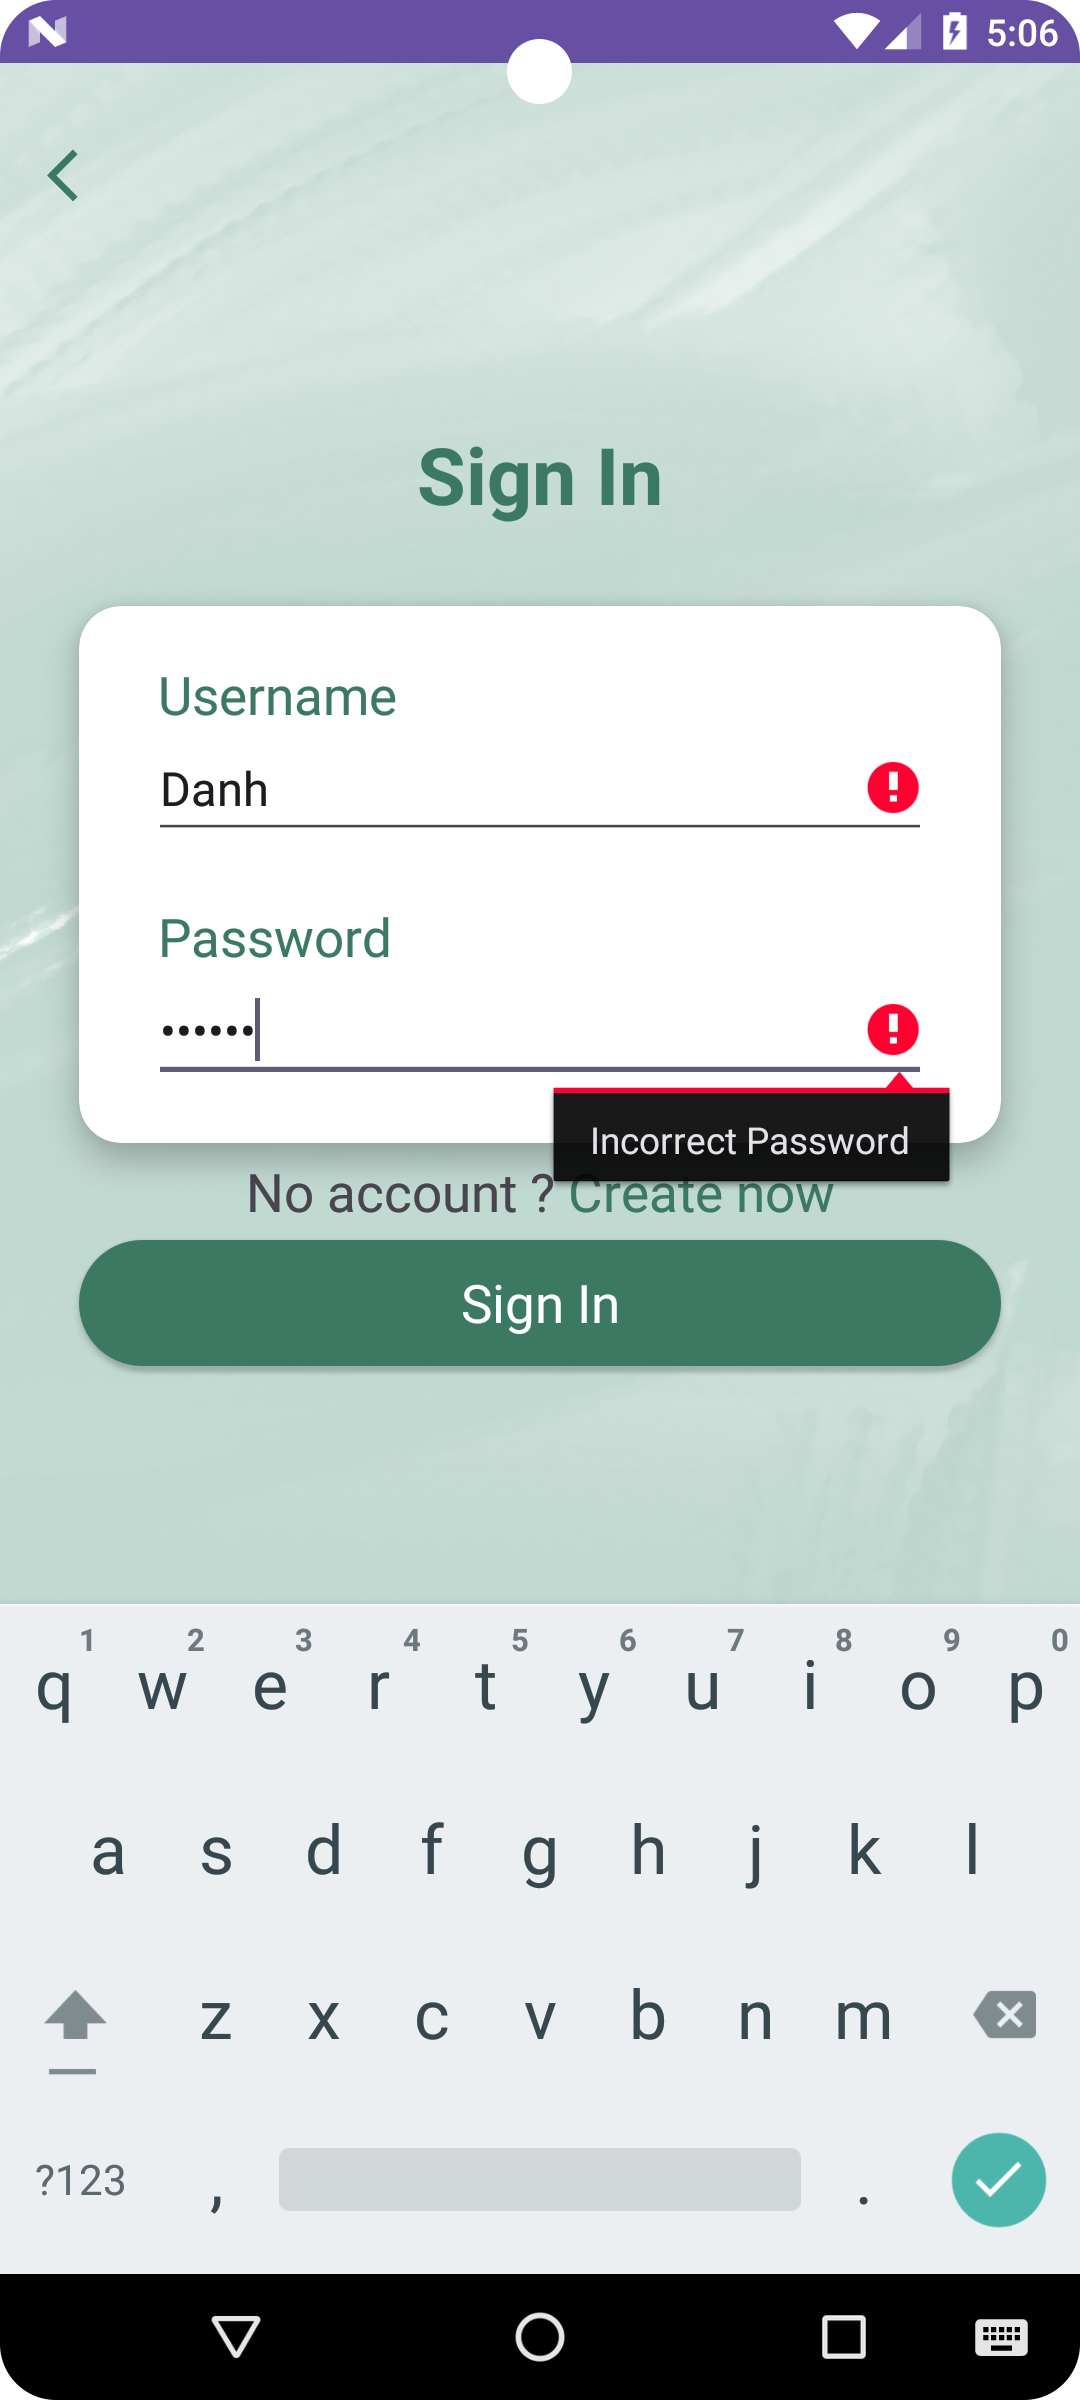 5:06
Sign In
Username
Danh
Password
••••••
Incorrect Password
No account ? Create now
Sign In
1 2 3 4 5 6 7 8 9 0
q w e r t y u i o p
a s d f g h j k l
z x c v b n m
?123 , .